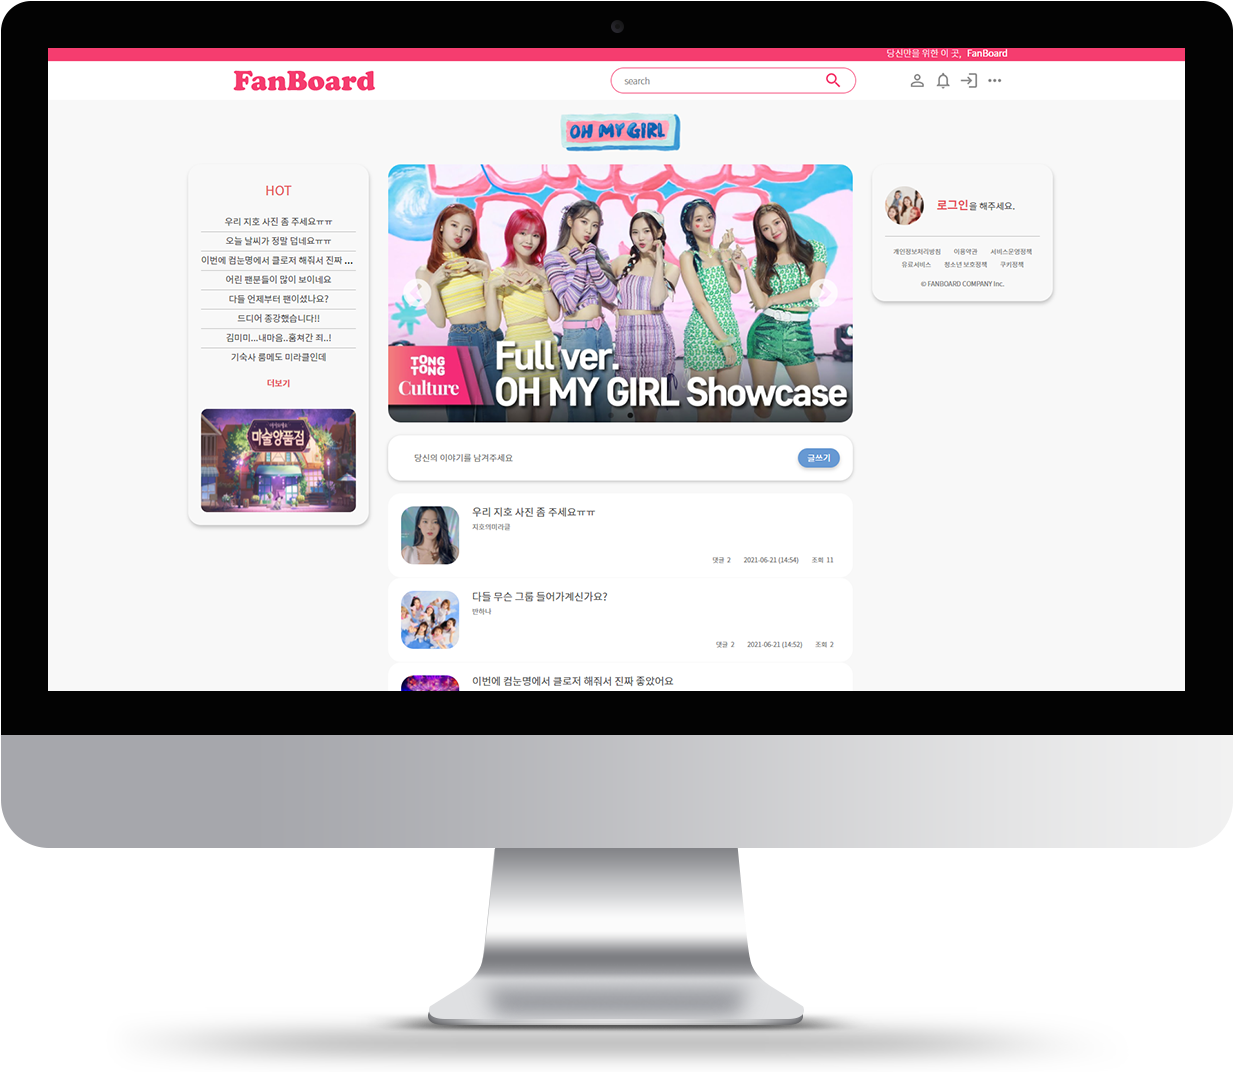 당신만을 위한 이 곳, FanBoard
FanBoard
search
OH MY GIRL
HOT
우리 지호 사진 좀 주세요ㅠㅠ
오늘 날씨가 정말 덥네요ㅠㅠ
이번에 컴눈명에서 클로저 해줘서 진짜 ...
어린 팬분들이 많이 보이네요
다들 언제부터 팬이셨나요?
드디어 종강했습니다!!
김미미...내마음..훔쳐간 죄..!
기숙사 룸메도 미라클인데
더보기
마술양품점
TONG
TONG
Culture
Full ver.
OH MY GIRL Showcase
당신의 이야기를 남겨주세요
글쓰기
우리 지호 사진 좀 주세요ㅠㅠ
지호의미라클
댓글 2 2021-06-21 (14:54) 조회 11
다들 무슨 그룹 들어가계신가요?
만하나
댓글 2 2021-06-21 (14:52) 조회 2
이번에 컴눈명에서 클로저 해줘서 진짜 좋았어요
로그인을 해주세요.
개인정보처리방침 이용약관 서비스운영정책
유료서비스 청소년 보호정책 쿠키정책
© FANBOARD COMPANY Inc.